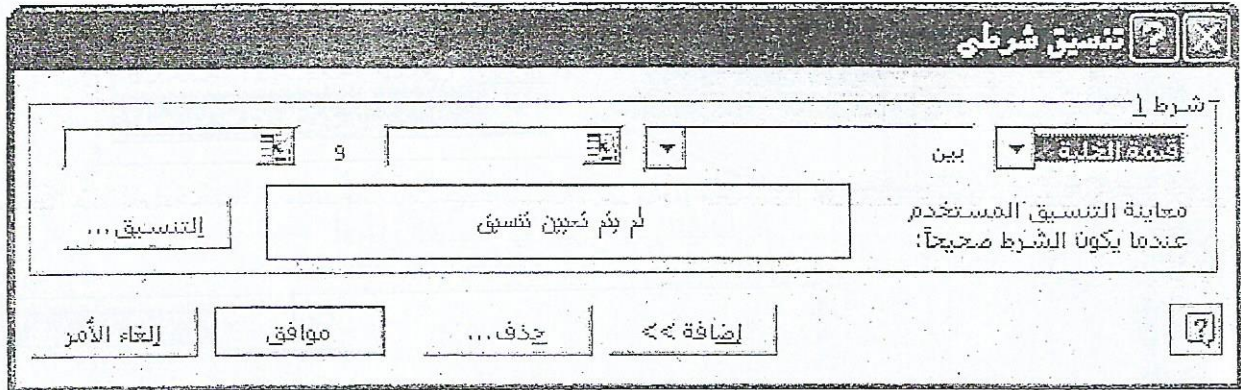 تنسيق شرطي
شرط 1
قيمة الخلية بين و
معاينة التنسيق المستخدم
عندما يكون الشرط صحيحاً:
لم يتم تعيين تنسيق
التنسيق...
إضافة >>
حذف...
موافق
إلغاء الأمر